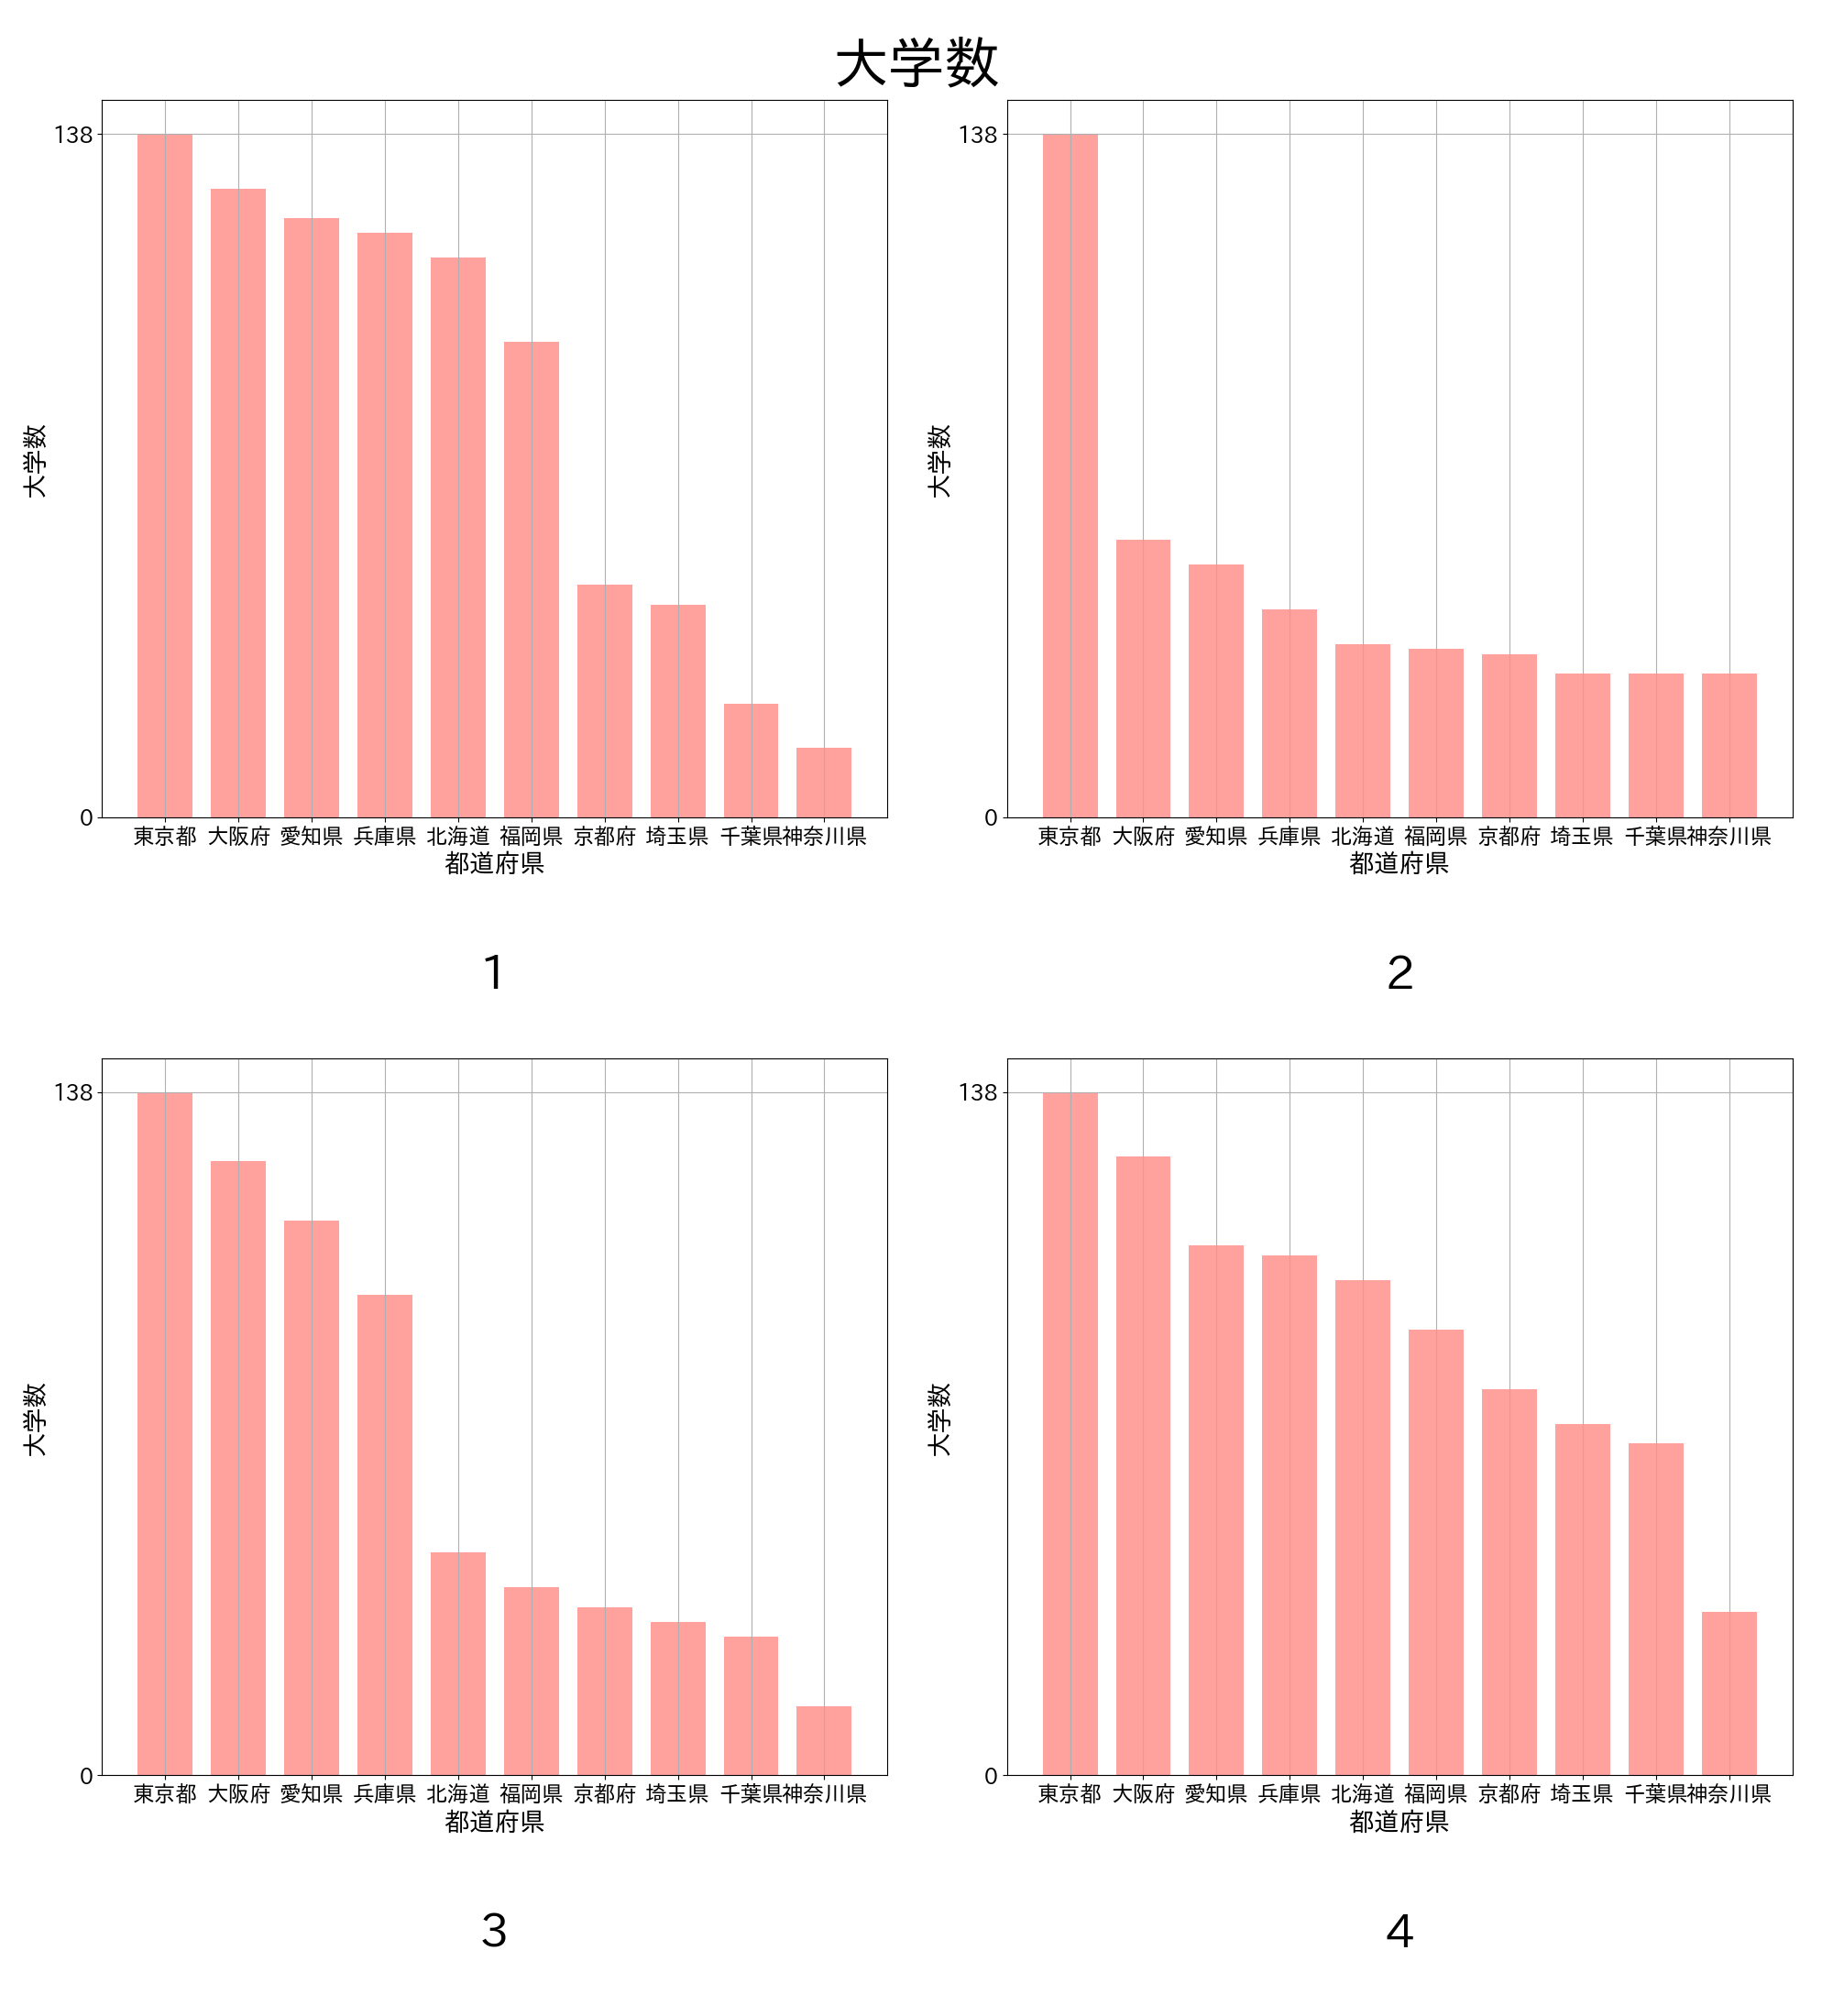 大学数
138
0
大学数
東京都 大阪府 愛知県 兵庫県 北海道 福岡県 京都府 埼玉県 千葉県 神奈川県
都道府県
1
138
0
大学数
東京都 大阪府 愛知県 兵庫県 北海道 福岡県 京都府 埼玉県 千葉県 神奈川県
都道府県
2
138
0
大学数
東京都 大阪府 愛知県 兵庫県 北海道 福岡県 京都府 埼玉県 千葉県 神奈川県
都道府県
3
138
0
大学数
東京都 大阪府 愛知県 兵庫県 北海道 福岡県 京都府 埼玉県 千葉県 神奈川県
都道府県
4